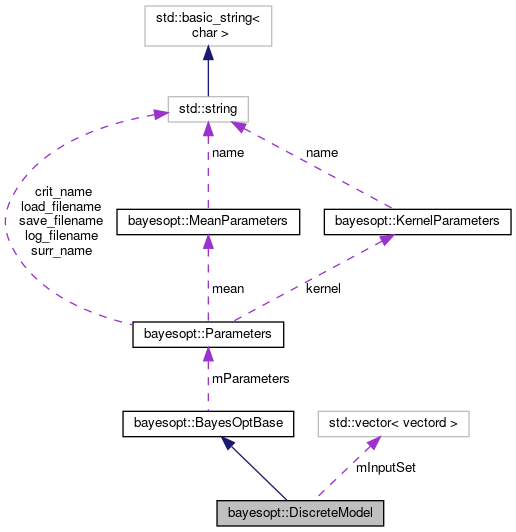 std::basic_string<
char >
std::string
name
name
crit_name
load_filename
save_filename
log_filename
surr_name
bayesopt::MeanParameters
bayesopt::KernelParameters
mean
kernel
bayesopt::Parameters
mParameters
bayesopt::BayesOptBase
std::vector< vectord >
mInputSet
bayesopt::DiscreteModel